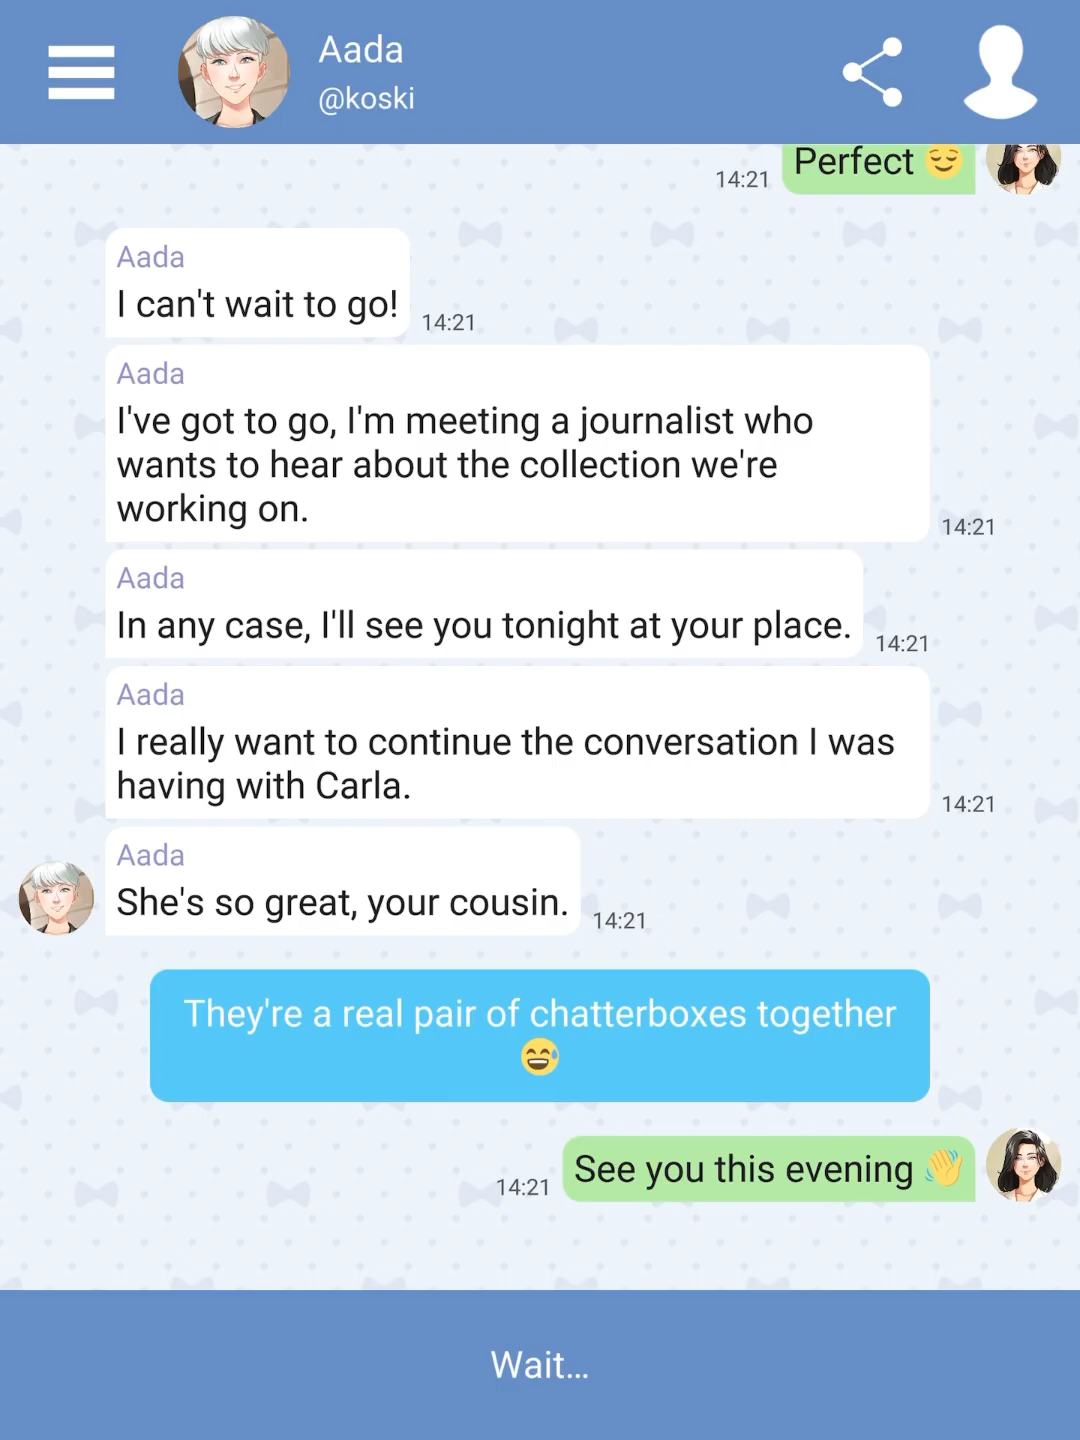 Aada
@koski
Perfect 😌
14:21
Aada
I can't wait to go!
14:21
Aada
I've got to go, I'm meeting a journalist who
wants to hear about the collection we're
working on.
14:21
Aada
In any case, I'll see you tonight at your place.
14:21
Aada
I really want to continue the conversation I was
having with Carla.
14:21
Aada
She's so great, your cousin.
14:21
They're a real pair of chatterboxes together
😅
See you this evening 👋
14:21
Wait...